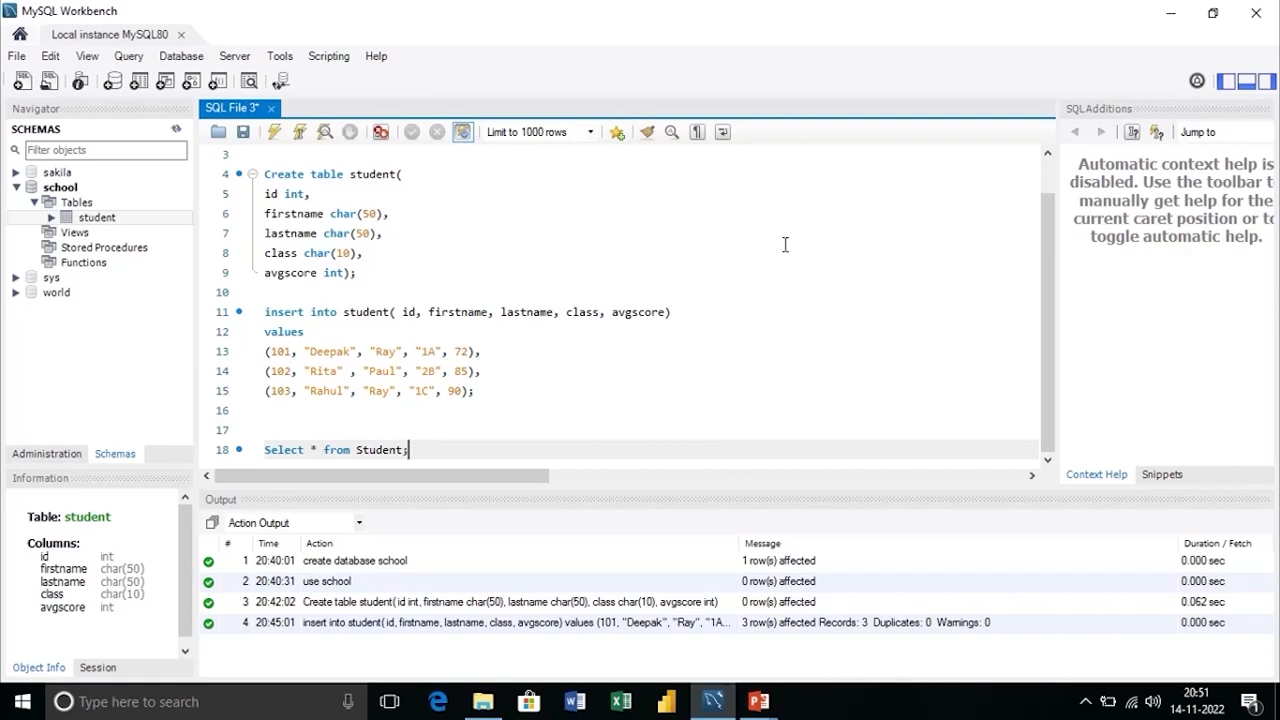 MySQL Workbench
Local instance MySQL80
File Edit View Query Database Server Tools Scripting Help
Navigator
SCHEMAS
Filter objects
sakila
school
Tables
student
Views
Stored Procedures
Functions
sys
world
Administration Schemas
Information
Table: student
Columns:
id int
firstname char(50)
lastname char(50)
class char(10)
avgscore int
Object Info Session
SQL File 3*
Limit to 1000 rows
3
4 Create table student(
5 id int,
6 firstname char(50),
7 lastname char(50),
8 class char(10),
9 avgscore int);
10
11 insert into student( id, firstname, lastname, class, avgscore)
12 values
13 (101, "Deepak", "Ray", "1A", 72),
14 (102, "Rita" , "Paul", "2B", 85),
15 (103, "Rahul", "Ray", "1C", 90);
16
17
18 Select * from Student;
SQLAdditions
Jump to
Automatic context help is
disabled. Use the toolbar t
manually get help for the
current caret position or to
toggle automatic help.
Context Help Snippets
Output
Action Output
# Time Action Message Duration / Fetch
1 20:40:01 create database school 1 row(s) affected 0.000 sec
2 20:40:31 use school 0 row(s) affected 0.000 sec
3 20:42:02 Create table student( id int, firstname char(50), lastname char(50), class char(10), avgscore int) 0 row(s) affected 0.062 sec
4 20:45:01 insert into student( id, firstname, lastname, class, avgscore) values (101, "Deepak", "Ray", "1A... 3 row(s) affected Records: 3 Duplicates: 0 Warnings: 0 0.000 sec
Type here to search
20:51
14-11-2022